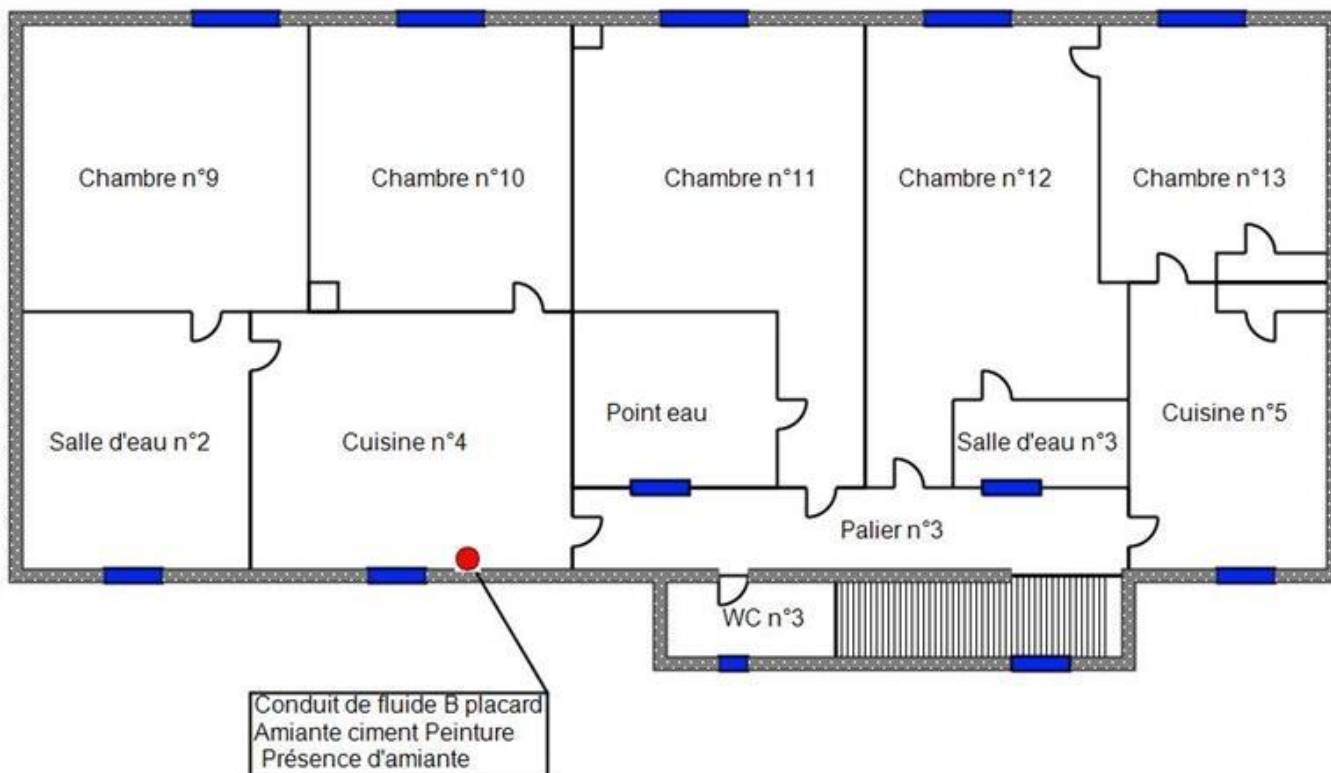 Chambre n°9
Chambre n°10
Chambre n°11
Chambre n°12
Chambre n°13
Salle d'eau n°2
Cuisine n°4
Point eau
Salle d'eau n°3
Cuisine n°5
Palier n°3
WC n°3
Conduit de fluide B placard
Amiante ciment Peinture
Présence d'amiante